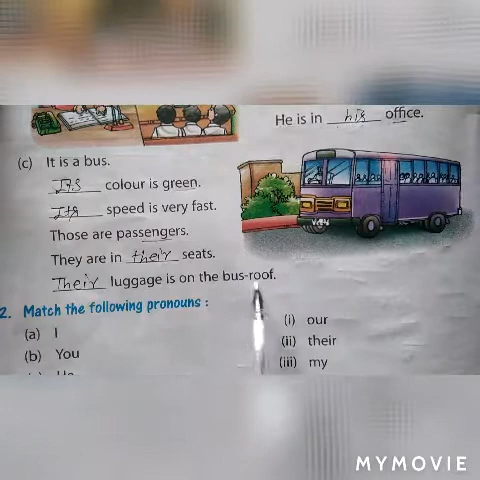 He is in his office.
(c) It is a bus.
Its colour is green.
Its speed is very fast.
Those are passengers.
They are in their seats.
Their luggage is on the bus-roof.
2. Match the following pronouns :
(a) I
(i) our
(b) You
(ii) their
(iii) my
MYMOVIE